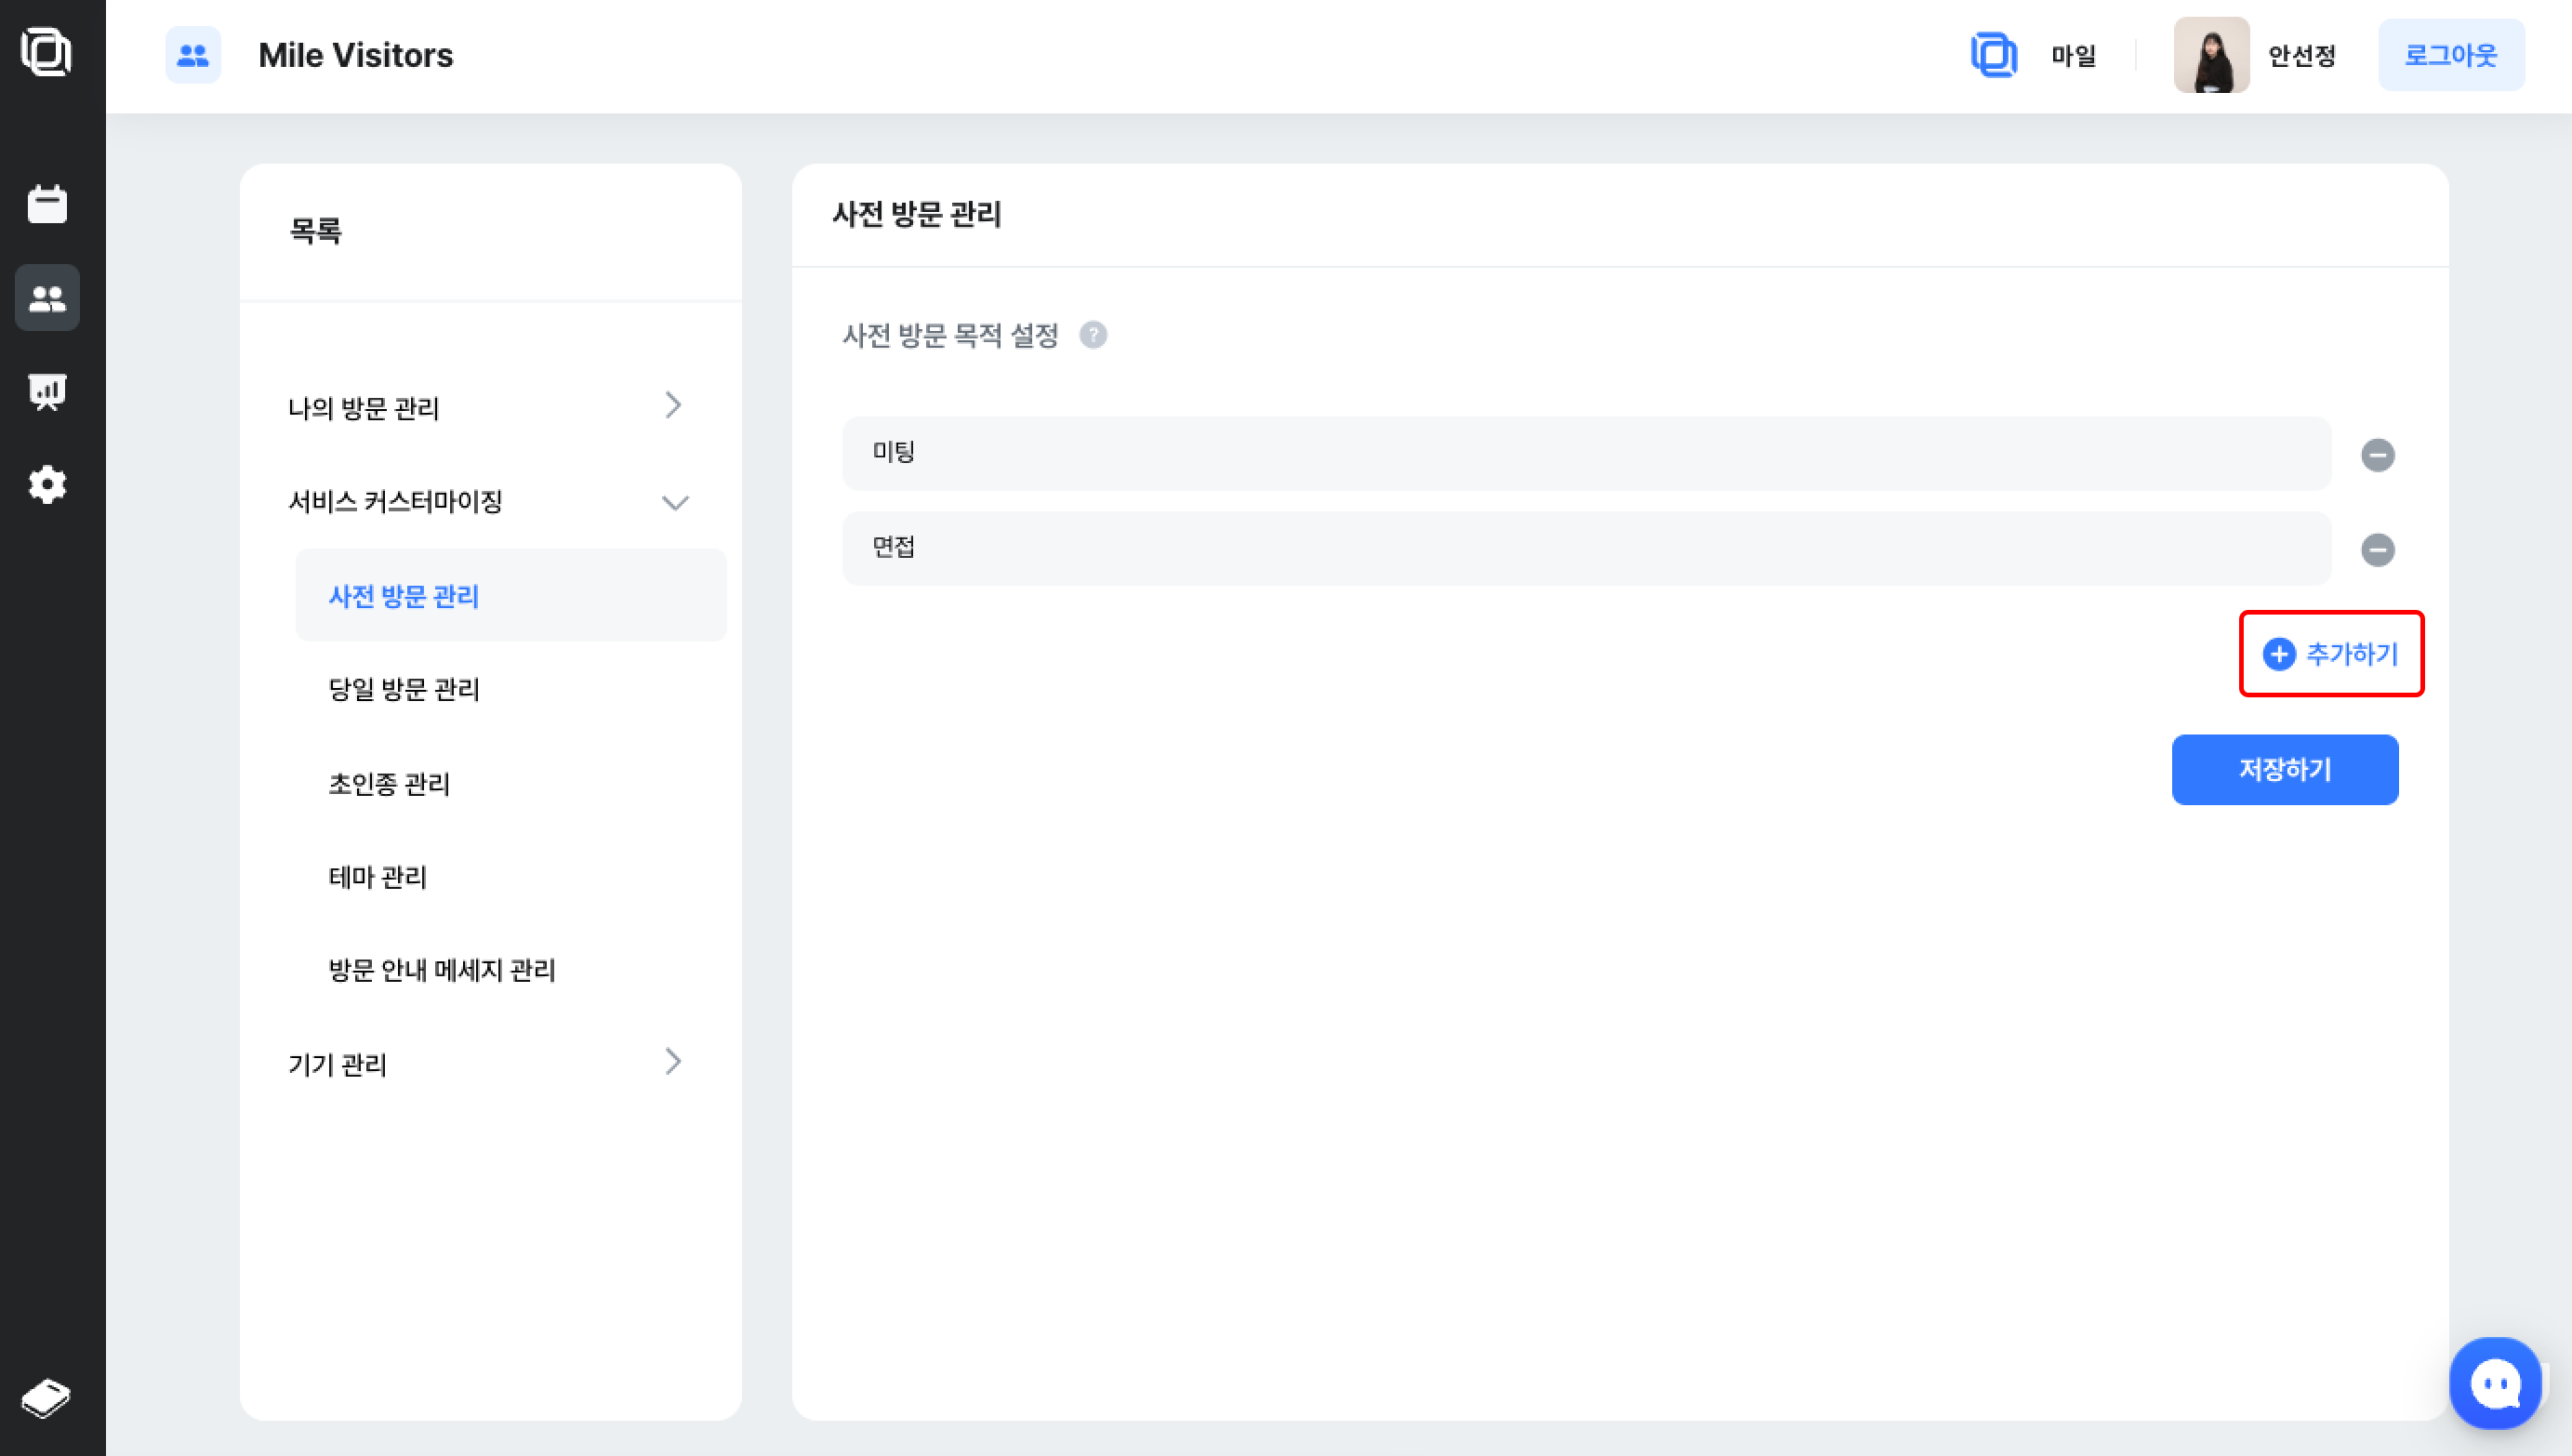 Mile Visitors
마일
안선정
로그아웃
목록
나의 방문 관리
서비스 커스터마이징
사전 방문 관리
당일 방문 관리
초인종 관리
테마 관리
방문 안내 메세지 관리
기기 관리
사전 방문 관리
사전 방문 목적 설정 ?
미팅
면접
추가하기
저장하기